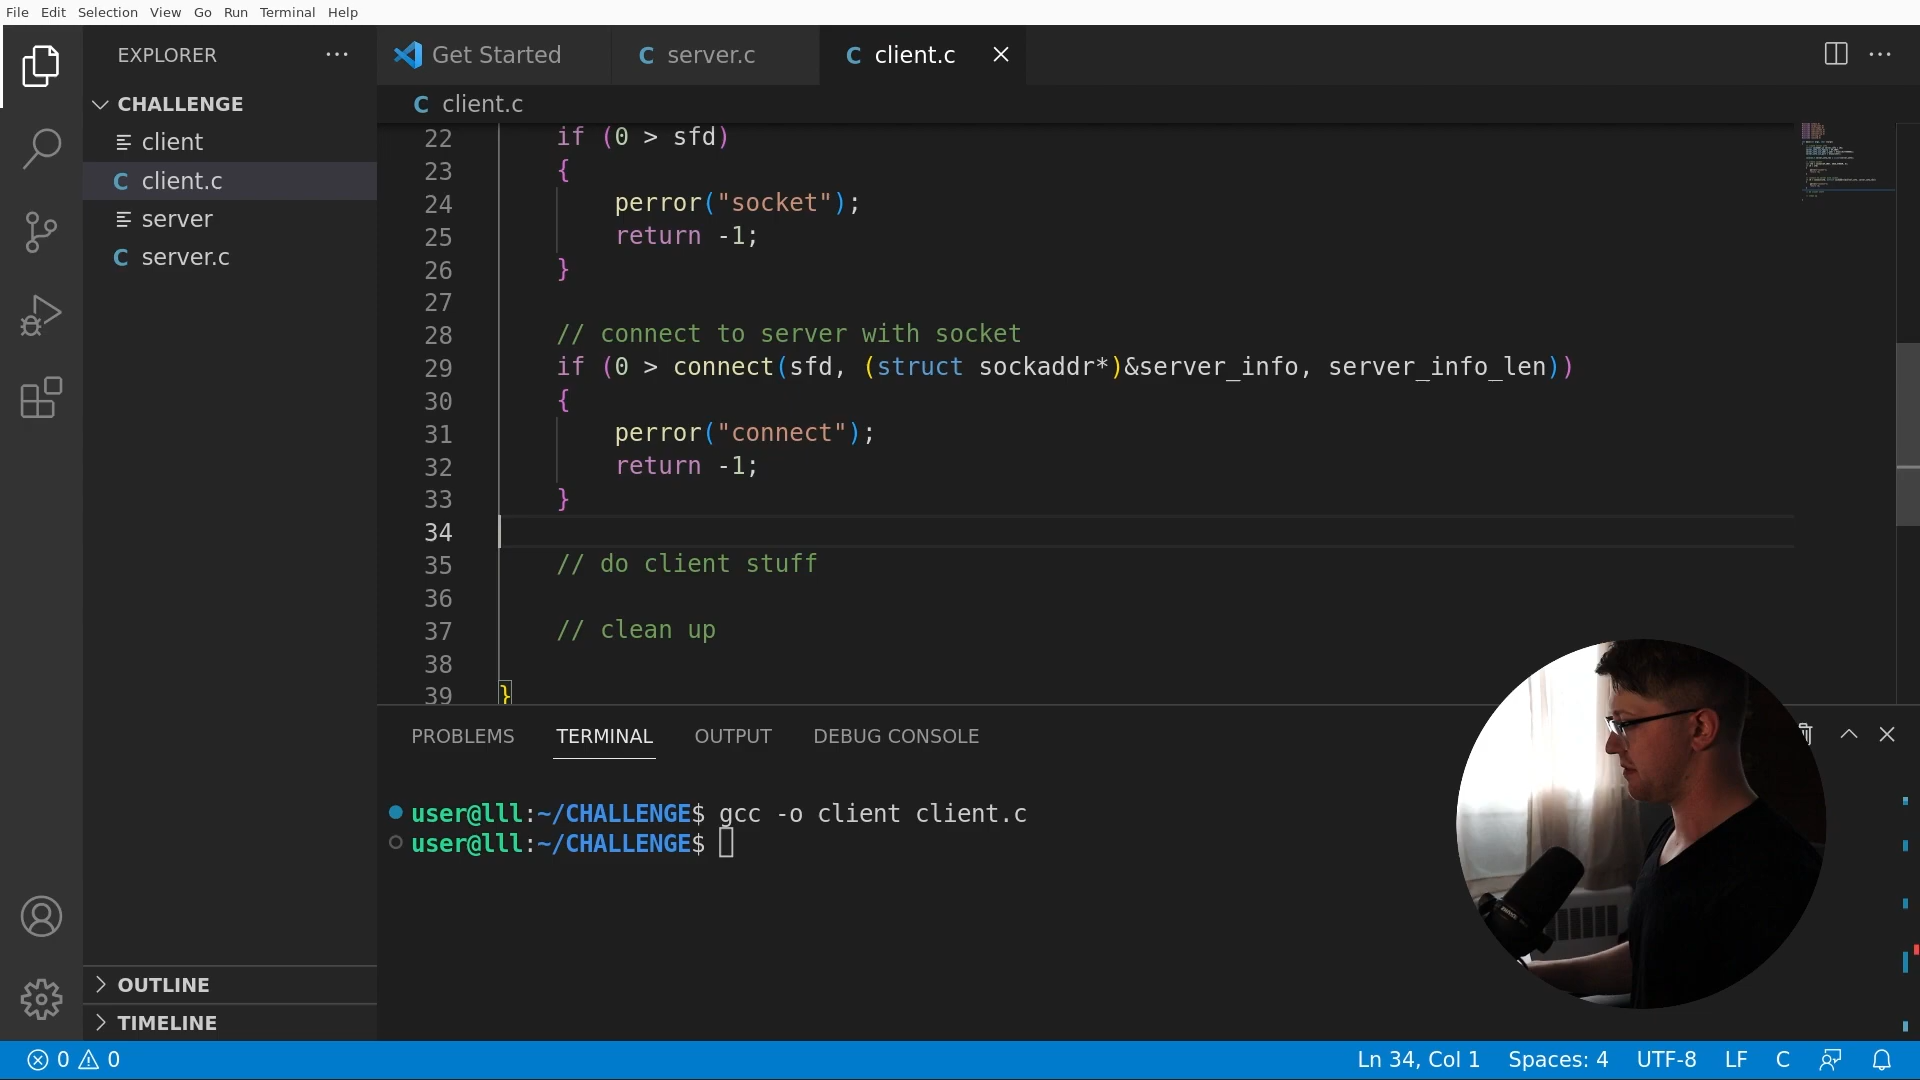 File Edit Selection View Go Run Terminal Help
EXPLORER
Get Started
server.c
client.c
CHALLENGE
client
client.c
server
server.c
OUTLINE
TIMELINE
client.c
22 if (0 > sfd)
23 {
24 perror("socket");
25 return -1;
26 }
27
28 // connect to server with socket
29 if (0 > connect(sfd, (struct sockaddr*)&server_info, server_info_len))
30 {
31 perror("connect");
32 return -1;
33 }
34
35 // do client stuff
36
37 // clean up
38
39 }
PROBLEMS TERMINAL OUTPUT DEBUG CONSOLE
user@lll:~/CHALLENGE$ gcc -o client client.c
user@lll:~/CHALLENGE$
0 0 Ln 34, Col 1 Spaces: 4 UTF-8 LF C